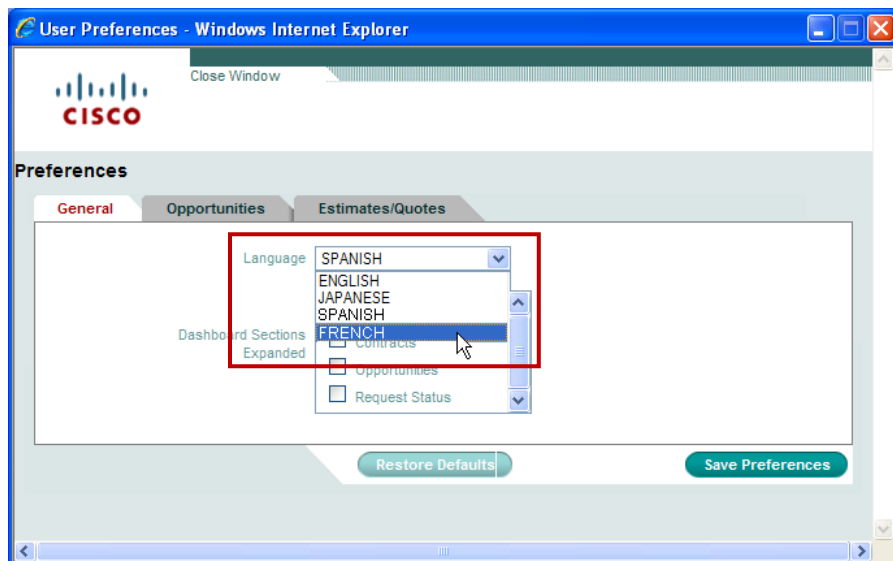 User Preferences - Windows Internet Explorer
Close Window
CISCO
Preferences
General Opportunities Estimates/Quotes
Language SPANISH
ENGLISH
JAPANESE
SPANISH
FRENCH
Dashboard Sections
Expanded
Contracts
Opportunities
Request Status
Restore Defaults Save Preferences